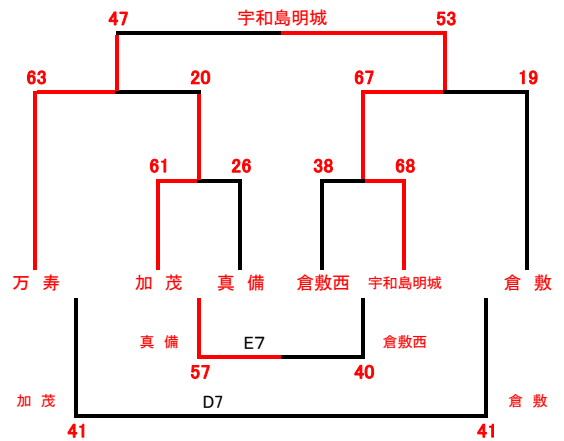 47 宇和島明城 53
63 20 67 19
61 26 38 68
万 寿 加 茂 真 備 倉敷西 宇和島明城 倉 敷
真 備 E7 倉敷西
57 40
加 茂 D7 倉 敷
41 41